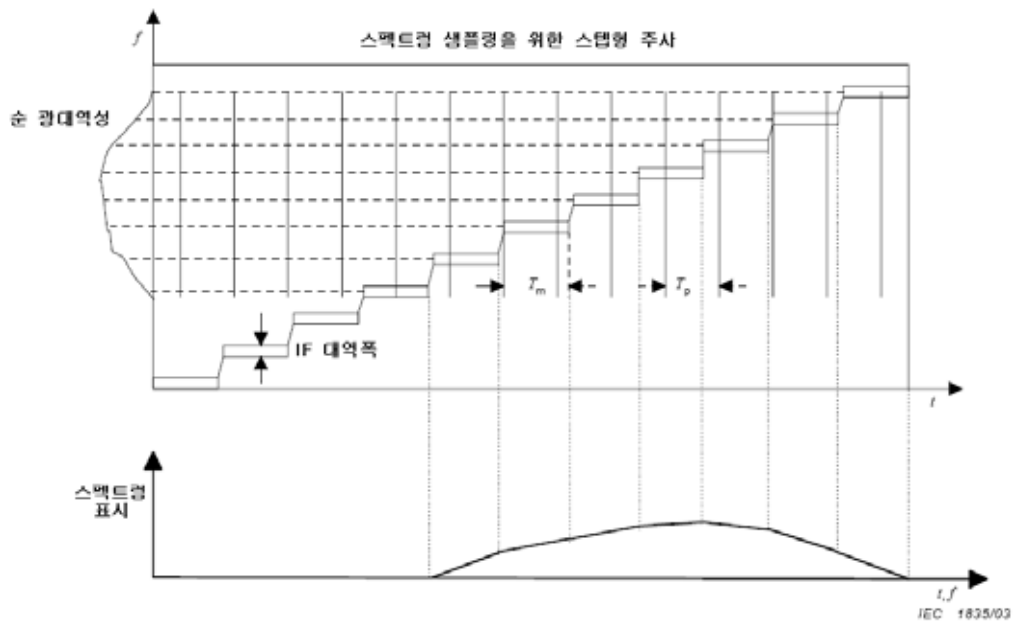 f
스펙트럼 샘플링을 위한 스텝형 주사
순 광대역성
Tm
Tp
IF 대역폭
t
스펙트럼
표시
t,f
IEC 1835/03